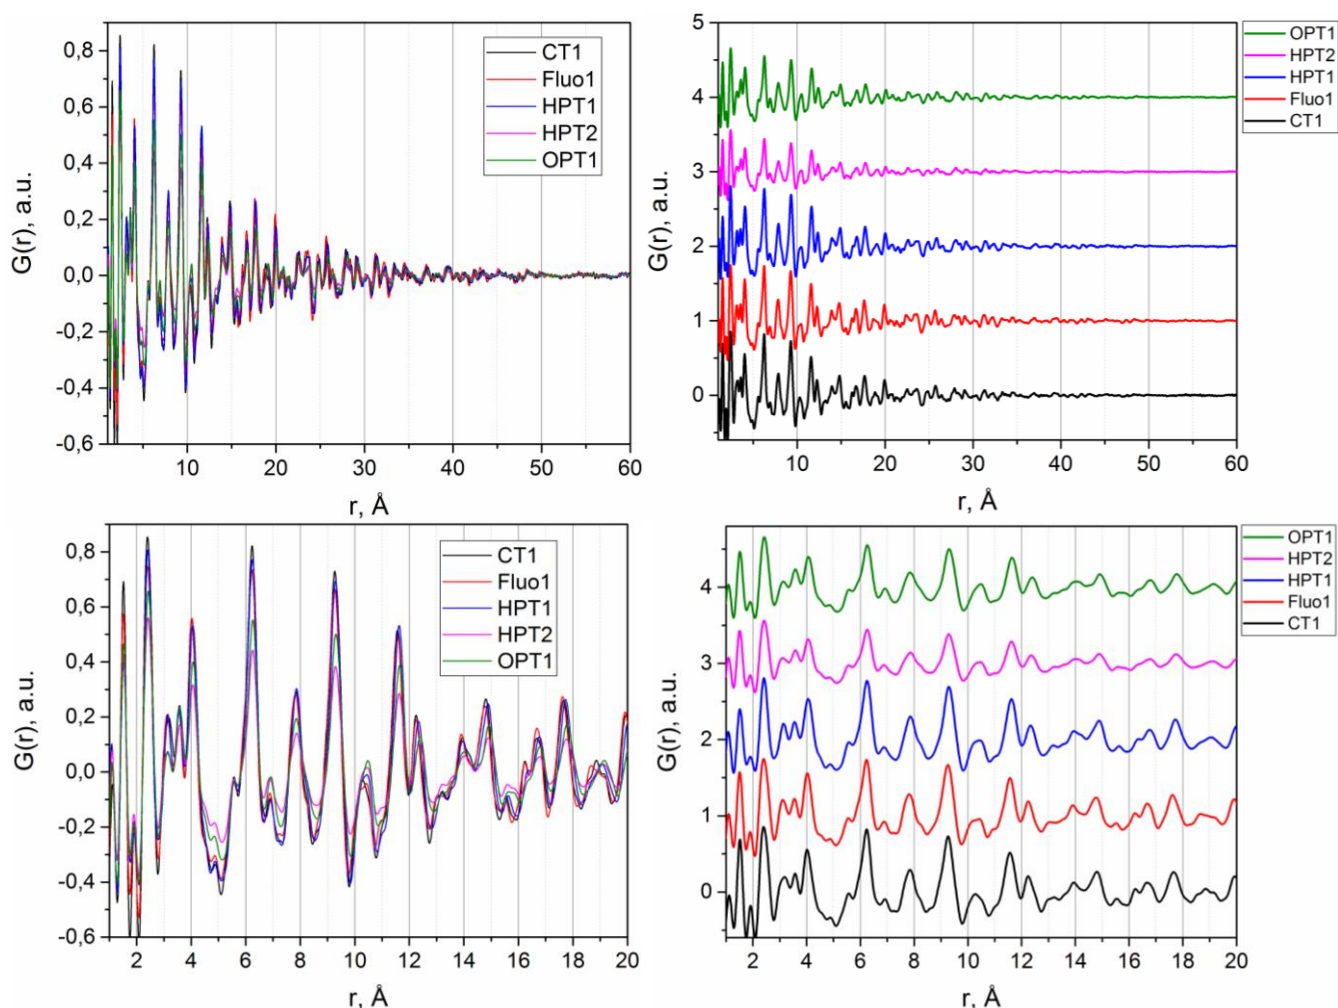 0,8
0,6
0,4
0,2
0,0
-0,2
-0,4
-0,6
G(r), a.u.
CT1
Fluo1
HPT1
HPT2
OPT1
10 20 30 40 50 60
r, Å
5
4
3
2
1
0
G(r), a.u.
OPT1
HPT2
HPT1
Fluo1
CT1
10 20 30 40 50 60
r, Å
0,8
0,6
0,4
0,2
0,0
-0,2
-0,4
-0,6
G(r), a.u.
CT1
Fluo1
HPT1
HPT2
OPT1
2 4 6 8 10 12 14 16 18 20
r, Å
4
3
2
1
0
G(r), a.u.
OPT1
HPT2
HPT1
Fluo1
CT1
2 4 6 8 10 12 14 16 18 20
r, Å